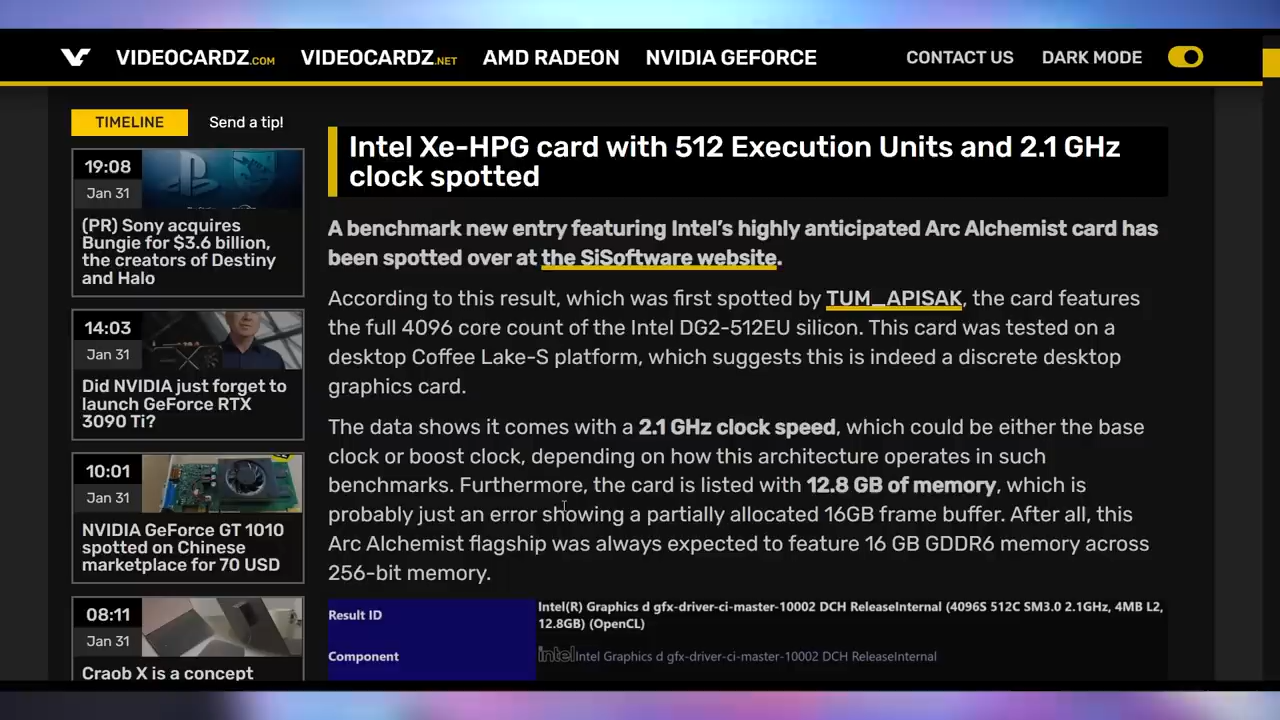 VIDEOCARDZ.COM VIDEOCARDZ.NET AMD RADEON NVIDIA GEFORCE CONTACT US DARK MODE
TIMELINE Send a tip!
19:08
Jan 31
(PR) Sony acquires
Bungie for $3.6 billion,
the creators of Destiny
and Halo
14:03
Jan 31
Did NVIDIA just forget to
launch GeForce RTX
3090 Ti?
10:01
Jan 31
NVIDIA GeForce GT 1010
spotted on Chinese
marketplace for 70 USD
08:11
Jan 31
Craob X is a concept
Intel Xe-HPG card with 512 Execution Units and 2.1 GHz
clock spotted
A benchmark new entry featuring Intel's highly anticipated Arc Alchemist card has
been spotted over at the SiSoftware website.
According to this result, which was first spotted by TUM_APISAK, the card features
the full 4096 core count of the Intel DG2-512EU silicon. This card was tested on a
desktop Coffee Lake-S platform, which suggests this is indeed a discrete desktop
graphics card.
The data shows it comes with a 2.1 GHz clock speed, which could be either the base
clock or boost clock, depending on how this architecture operates in such
benchmarks. Furthermore, the card is listed with 12.8 GB of memory, which is
probably just an error showing a partially allocated 16GB frame buffer. After all, this
Arc Alchemist flagship was always expected to feature 16 GB GDDR6 memory across
256-bit memory.
Result ID
Intel(R) Graphics d gfx-driver-ci-master-10002 DCH ReleaseInternal (4096S 512C SM3.0 2.1GHz, 4MB L2,
12.8GB) (OpenCL)
Component
intel Intel Graphics d gfx-driver-ci-master-10002 DCH ReleaseInternal